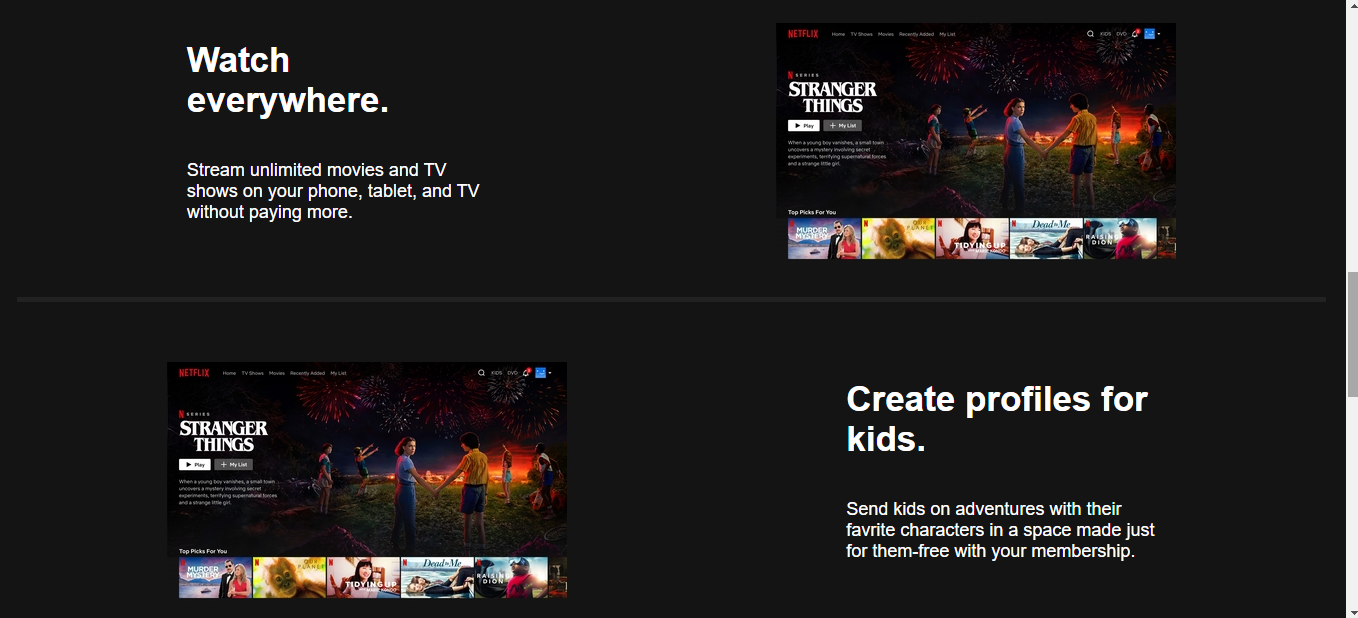 Watch
everywhere.
Stream unlimited movies and TV
shows on your phone, tablet, and TV
without paying more.
NETFLIX Home TV Shows Movies Recently Added My List KIDS DVD
N SERIES
STRANGER
THINGS
Play + My List
When a young boy vanishes, a small town
uncovers a mystery involving secret
experiments, terrifying supernatural forces
and a strange little girl.
Top Picks For You
MURDER
MYSTERY
OUR
PLANET
TIDYING UP
WITH MARIE KONDO
Dead to Me
RAISING
DION
NETFLIX Home TV Shows Movies Recently Added My List KIDS DVD
N SERIES
STRANGER
THINGS
Play + My List
When a young boy vanishes, a small town
uncovers a mystery involving secret
experiments, terrifying supernatural forces
and a strange little girl.
Top Picks For You
MURDER
MYSTERY
OUR
PLANET
TIDYING UP
WITH MARIE KONDO
Dead to Me
RAISING
DION
Create profiles for
kids.
Send kids on adventures with their
favrite characters in a space made just
for them-free with your membership.